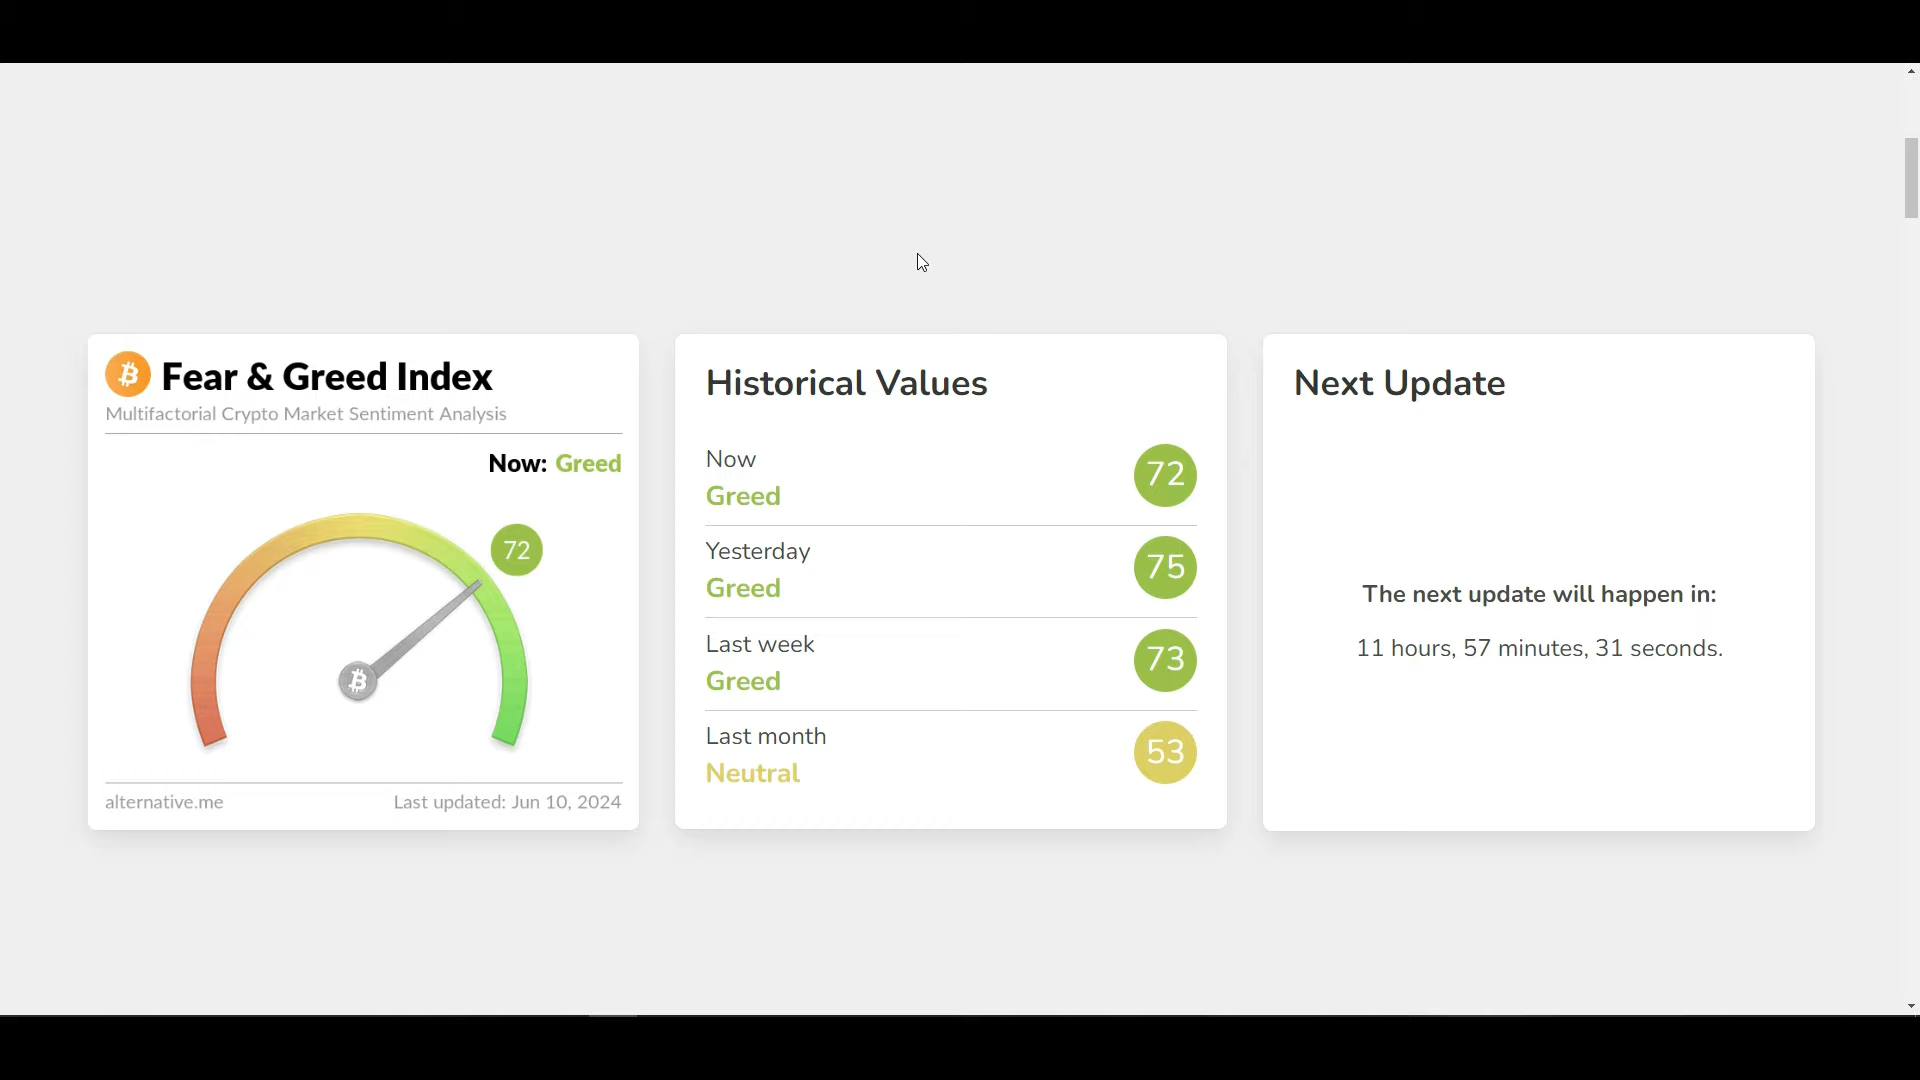 Fear & Greed Index
Multifactorial Crypto Market Sentiment Analysis
Now: Greed
72
alternative.me
Last updated: Jun 10, 2024
Historical Values
Now
Greed
72
Yesterday
Greed
75
Last week
Greed
73
Last month
Neutral
53
Next Update
The next update will happen in:
11 hours, 57 minutes, 31 seconds.